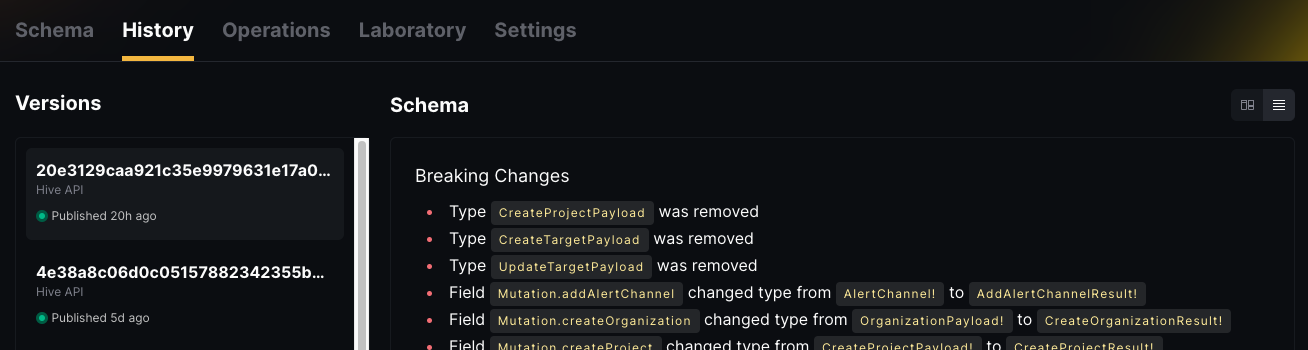 Schema History Operations Laboratory Settings
Versions
20e3129caa921c35e9979631e17a0...
Hive API
Published 20h ago
4e38a8c06d0c05157882342355b...
Hive API
Published 5d ago
Schema
Breaking Changes
Type CreateProjectPayload was removed
Type CreateTargetPayload was removed
Type UpdateTargetPayload was removed
Field Mutation.addAlertChannel changed type from AlertChannel! to AddAlertChannelResult!
Field Mutation.createOrganization changed type from OrganizationPayload! to CreateOrganizationResult!
Field Mutation.createProject changed type from CreateProjectPayload! to CreateProjectResult!